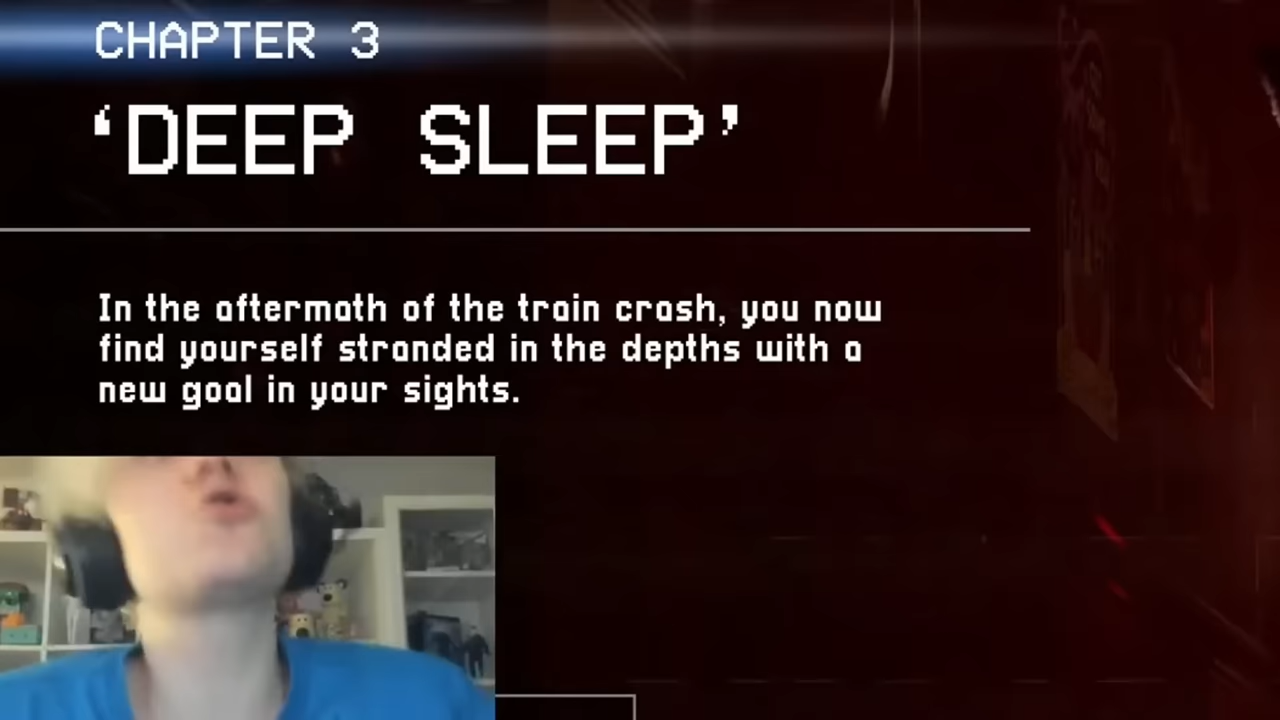 CHAPTER 3
‘DEEP SLEEP’
In the aftermath of the train crash, you now
find yourself stranded in the depths with a
new goal in your sights.